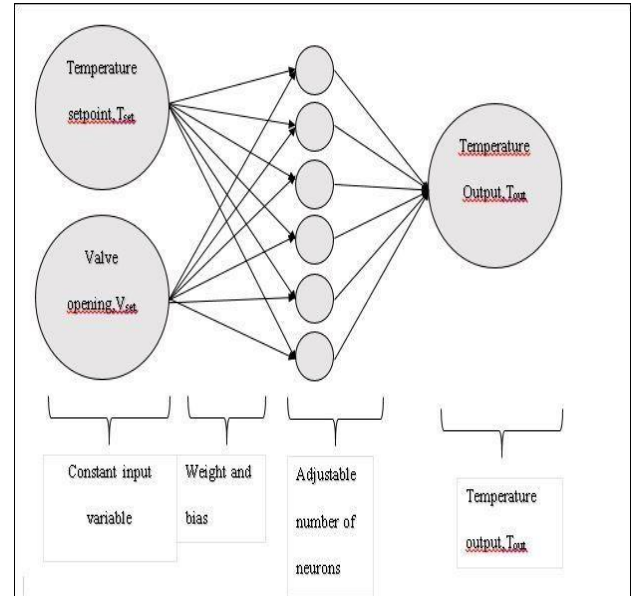 Temperature
setpoint,Tset
Valve
opening,Vset
Temperature
Output,Tout
Constant input
variable
Weight and
bias
Adjustable
number of
neurons
Temperature
output,Tout